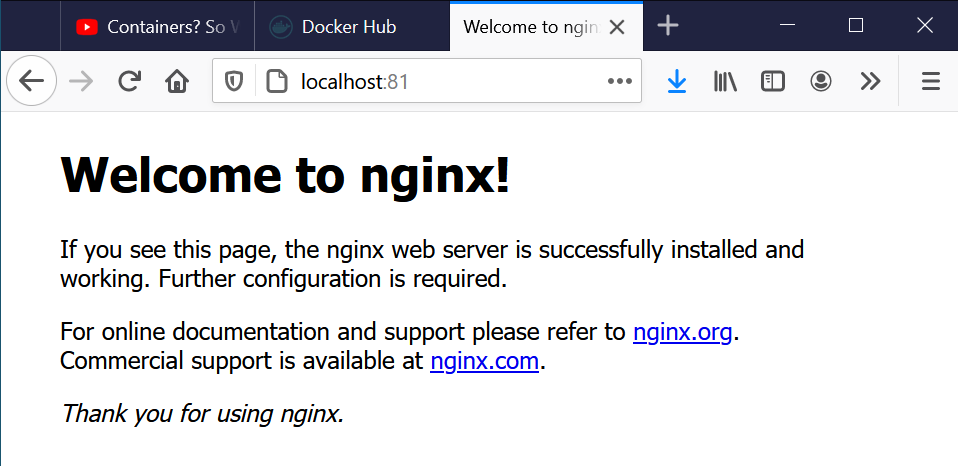 Containers? So W
Docker Hub
Welcome to ngin
localhost:81
Welcome to nginx!
If you see this page, the nginx web server is successfully installed and
working. Further configuration is required.
For online documentation and support please refer to nginx.org.
Commercial support is available at nginx.com.
Thank you for using nginx.